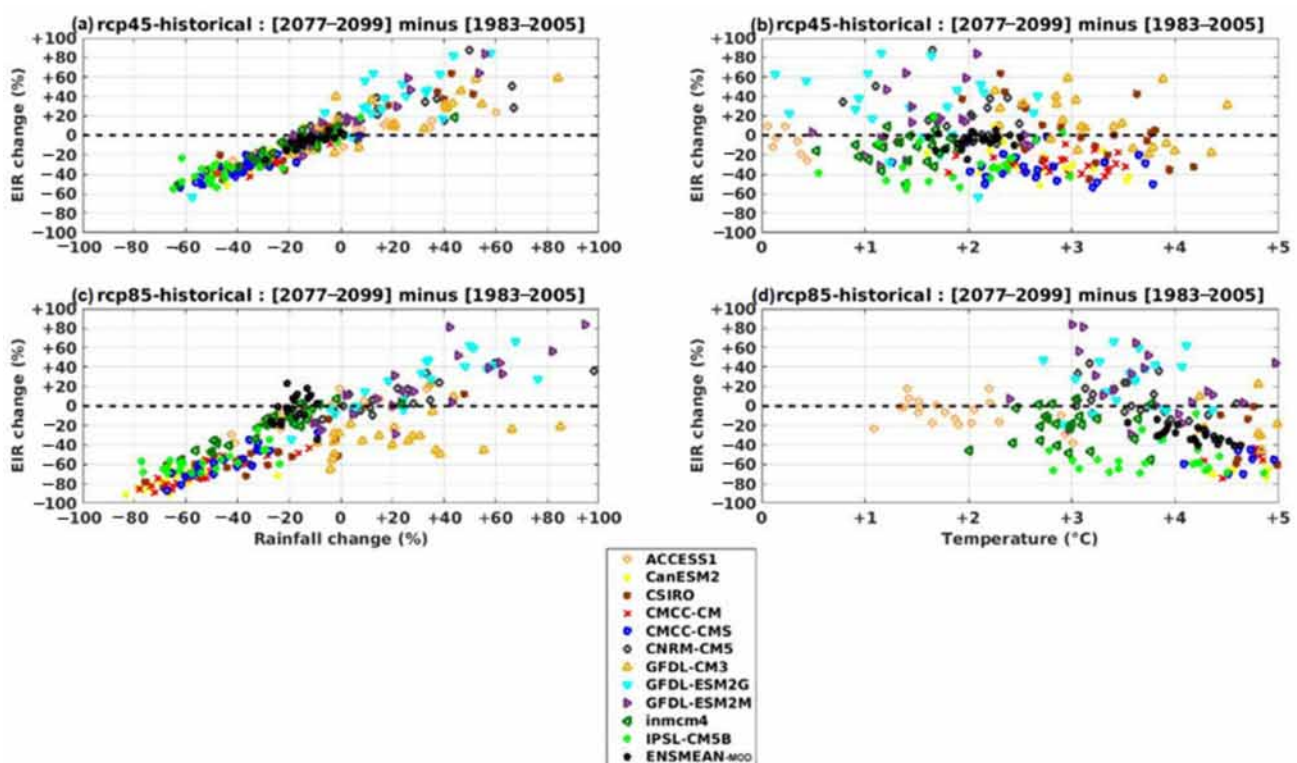 (a) rcp45-historical : [2077–2099] minus [1983–2005]
+100
+80
+60
+40
+20
0
−20
−40
−60
−80
−100
EIR change (%)
−100 −80 −60 −40 −20 0 +20 +40 +60 +80 +100
(b) rcp45-historical : [2077–2099] minus [1983–2005]
+100
+80
+60
+40
+20
0
−20
−40
−60
−80
−100
EIR change (%)
0 +1 +2 +3 +4 +5
(c) rcp85-historical : [2077–2099] minus [1983–2005]
+100
+80
+60
+40
+20
0
−20
−40
−60
−80
−100
EIR change (%)
−100 −80 −60 −40 −20 0 +20 +40 +60 +80 +100
Rainfall change (%)
(d) rcp85-historical : [2077–2099] minus [1983–2005]
+100
+80
+60
+40
+20
0
−20
−40
−60
−80
−100
EIR change (%)
0 +1 +2 +3 +4 +5
Temperature (°C)
ACCESS1
CanESM2
CSIRO
CMCC-CM
CMCC-CMS
CNRM-CM5
GFDL-CM3
GFDL-ESM2G
GFDL-ESM2M
inmcm4
IPSL-CM5B
ENSMEAN-MOD